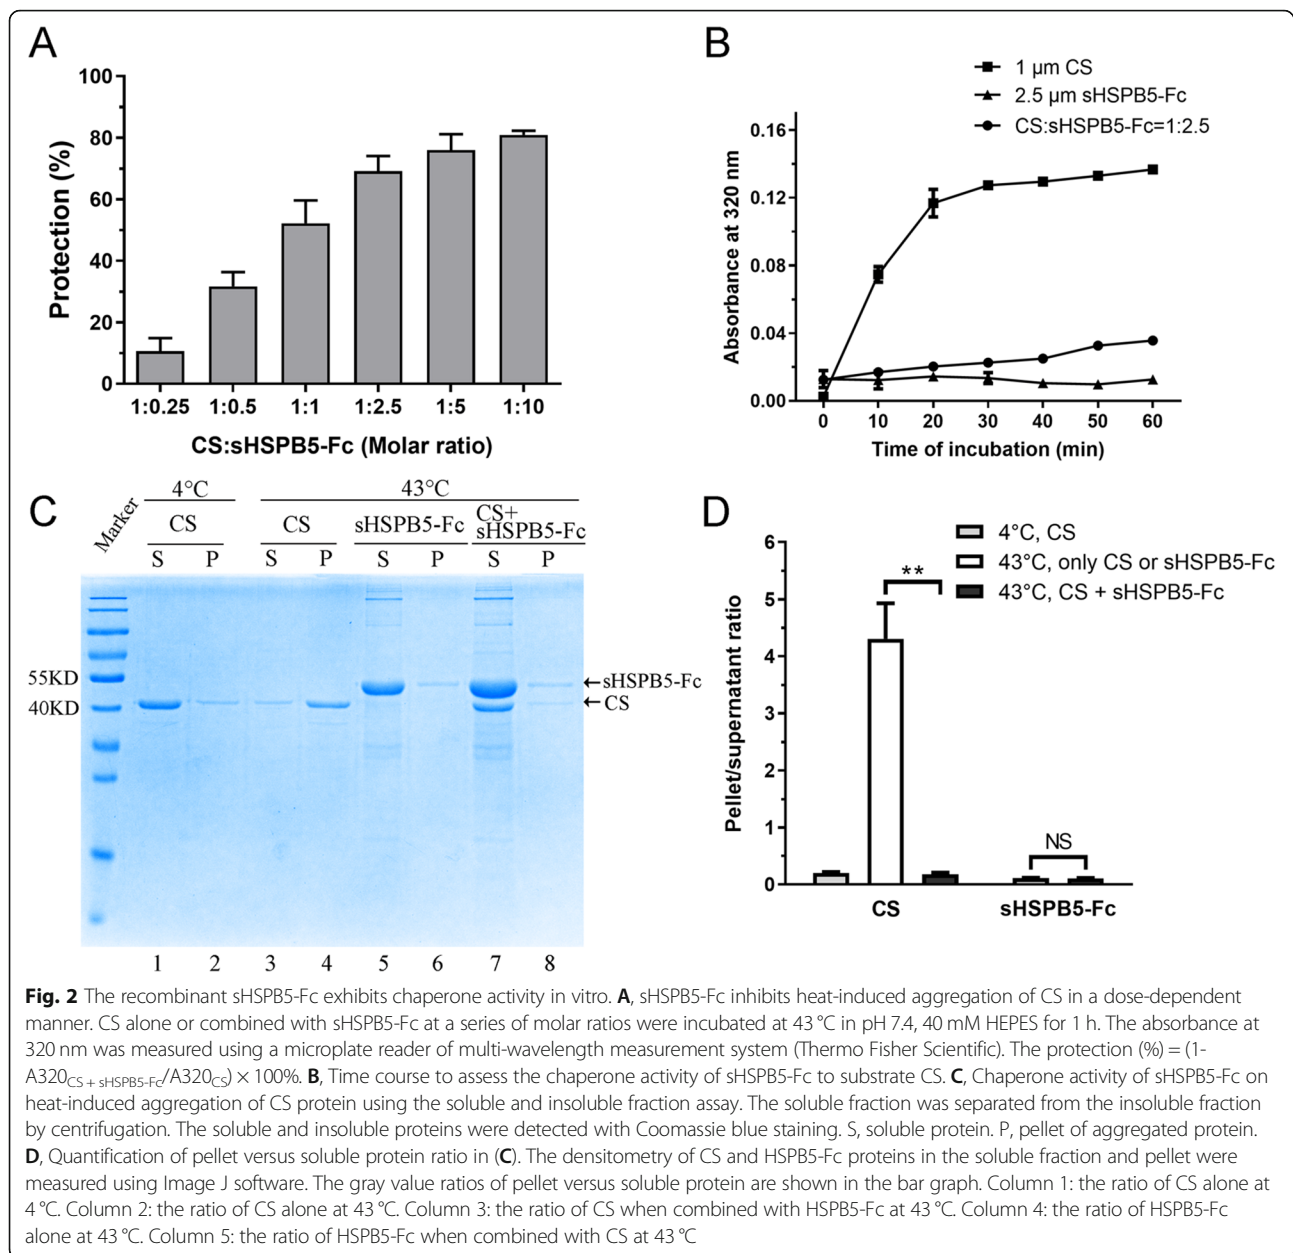 A
100
80
60
40
20
0
Protection (%)
1:0.25 1:0.5 1:1 1:2.5 1:5 1:10
CS:sHSPB5-Fc (Molar ratio)
B
1 μm CS
2.5 μm sHSPB5-Fc
CS:sHSPB5-Fc=1:2.5
0.16
0.12
0.08
0.04
0.00
Absorbance at 320 nm
0 10 20 30 40 50 60
Time of incubation (min)
C
Marker
4°C 43°C
CS CS sHSPB5-Fc CS+
sHSPB5-Fc
S P S P S P S P
55KD
40KD
←sHSPB5-Fc
←CS
1 2 3 4 5 6 7 8
D
4°C, CS
43°C, only CS or sHSPB5-Fc
43°C, CS + sHSPB5-Fc
6
5
4
3
2
1
0
Pellet/supernatant ratio
**
NS
CS sHSPB5-Fc
Fig. 2 The recombinant sHSPB5-Fc exhibits chaperone activity in vitro. A, sHSPB5-Fc inhibits heat-induced aggregation of CS in a dose-dependent
manner. CS alone or combined with sHSPB5-Fc at a series of molar ratios were incubated at 43 °C in pH 7.4, 40 mM HEPES for 1 h. The absorbance at
320 nm was measured using a microplate reader of multi-wavelength measurement system (Thermo Fisher Scientific). The protection (%) = (1-
A320CS + sHSPB5-Fc/A320CS) × 100%. B, Time course to assess the chaperone activity of sHSPB5-Fc to substrate CS. C, Chaperone activity of sHSPB5-Fc on
heat-induced aggregation of CS protein using the soluble and insoluble fraction assay. The soluble fraction was separated from the insoluble fraction
by centrifugation. The soluble and insoluble proteins were detected with Coomassie blue staining. S, soluble protein. P, pellet of aggregated protein.
D, Quantification of pellet versus soluble protein ratio in (C). The densitometry of CS and HSPB5-Fc proteins in the soluble fraction and pellet were
measured using Image J software. The gray value ratios of pellet versus soluble protein are shown in the bar graph. Column 1: the ratio of CS alone at
4 °C. Column 2: the ratio of CS alone at 43 °C. Column 3: the ratio of CS when combined with HSPB5-Fc at 43 °C. Column 4: the ratio of HSPB5-Fc
alone at 43 °C. Column 5: the ratio of HSPB5-Fc when combined with CS at 43 °C